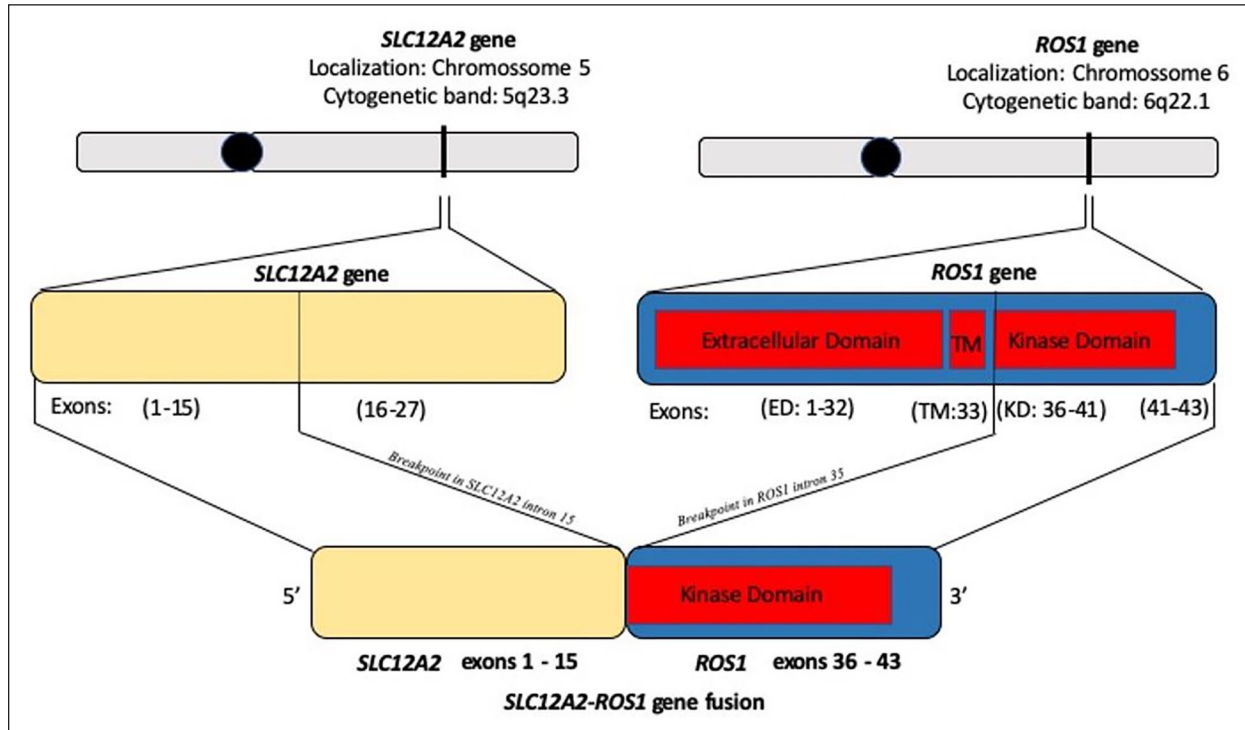 SLC12A2 gene
Localization: Chromossome 5
Cytogenetic band: 5q23.3
ROS1 gene
Localization: Chromossome 6
Cytogenetic band: 6q22.1
SLC12A2 gene
ROS1 gene
Extracellular Domain
TM
Kinase Domain
Exons: (1-15) (16-27)
Exons: (ED: 1-32) (TM:33) (KD: 36-41) (41-43)
Breakpoint in SLC12A2 intron 15
Breakpoint in ROS1 intron 35
5’
Kinase Domain
3’
SLC12A2 exons 1 - 15
ROS1 exons 36 - 43
SLC12A2-ROS1 gene fusion